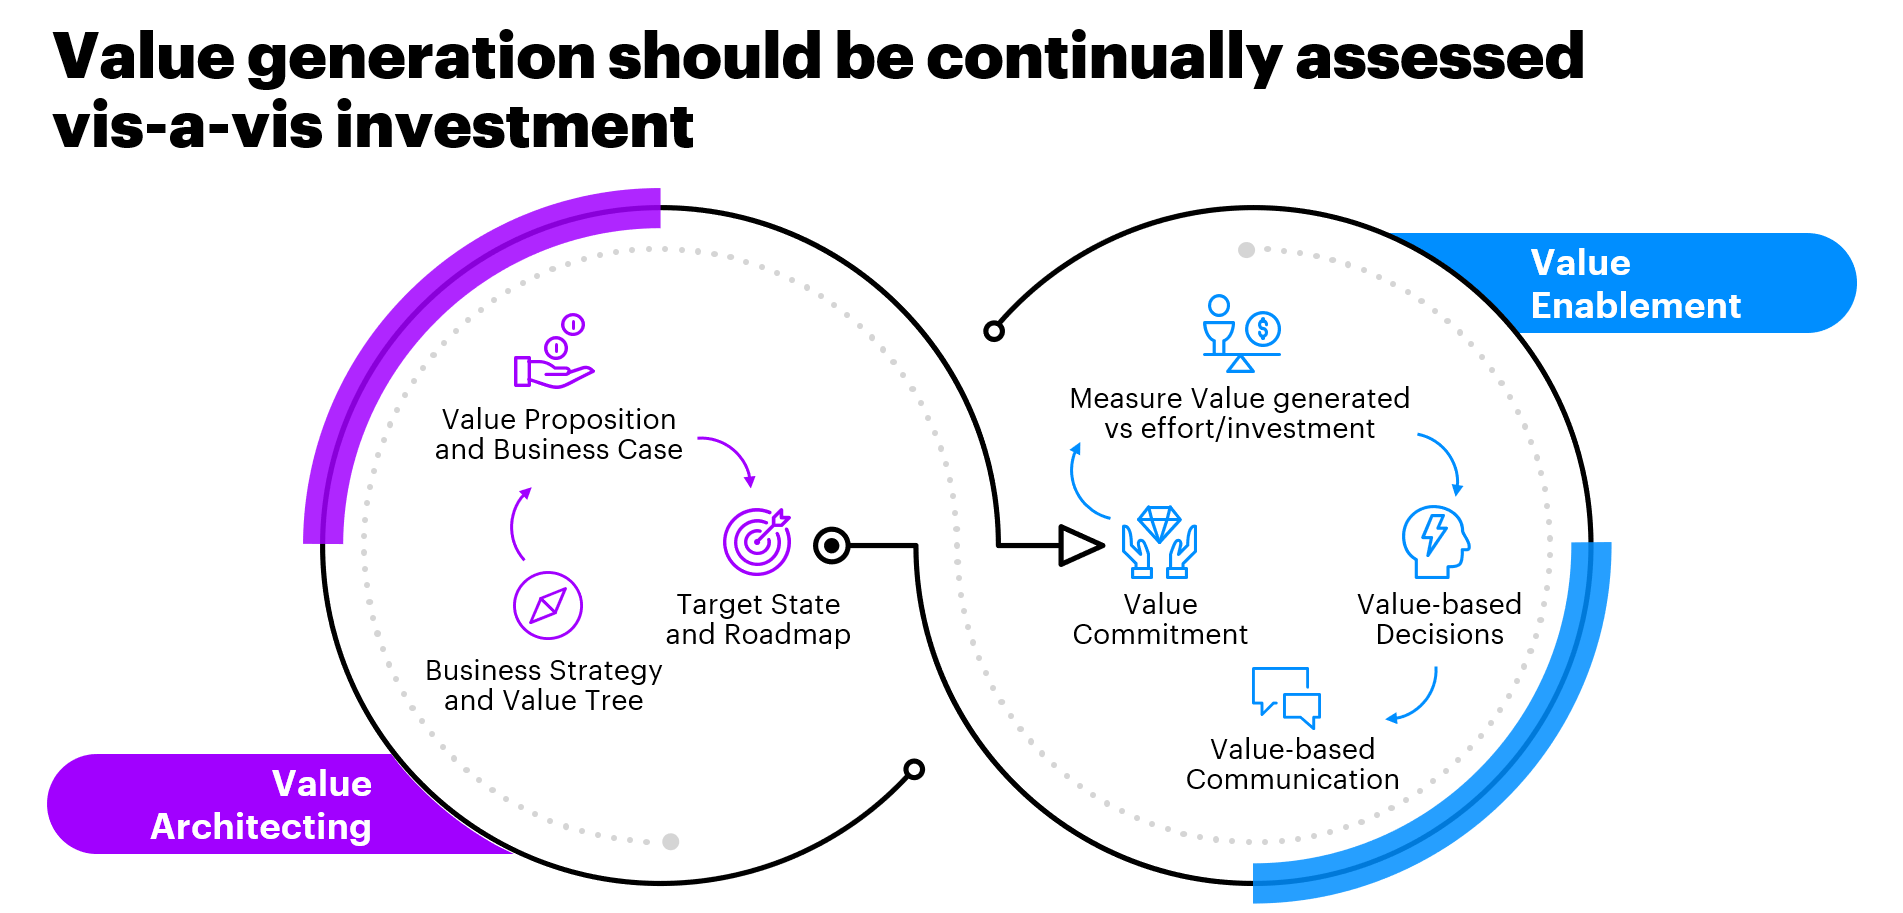 Value generation should be continually assessed
vis-a-vis investment
Value Proposition
and Business Case
Target State
and Roadmap
Business Strategy
and Value Tree
Value
Architecting
Value
Enablement
$
Measure Value generated
vs effort/investment
Value
Commitment
Value-based
Decisions
Value-based
Communication